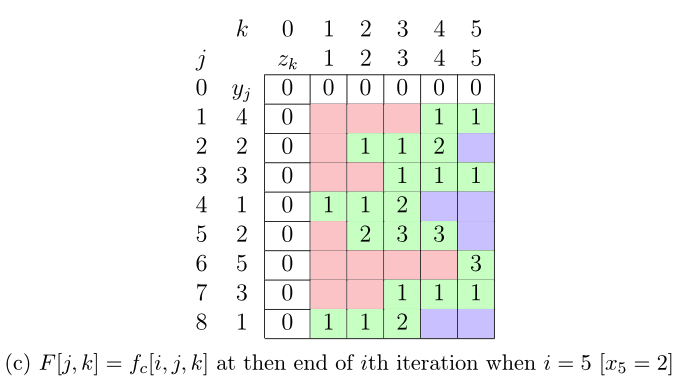 k 0 1 2 3 4 5
j z_k 1 2 3 4 5
0 y_j 0 0 0 0 0 0
1 4 0 1 1
2 2 0 1 1 2
3 3 0 1 1 1
4 1 0 1 1 2
5 2 0 2 3 3
6 5 0 3
7 3 0 1 1 1
8 1 0 1 1 2
(c) F[j, k] = f_c[i, j, k] at then end of ith iteration when i = 5 [x_5 = 2]